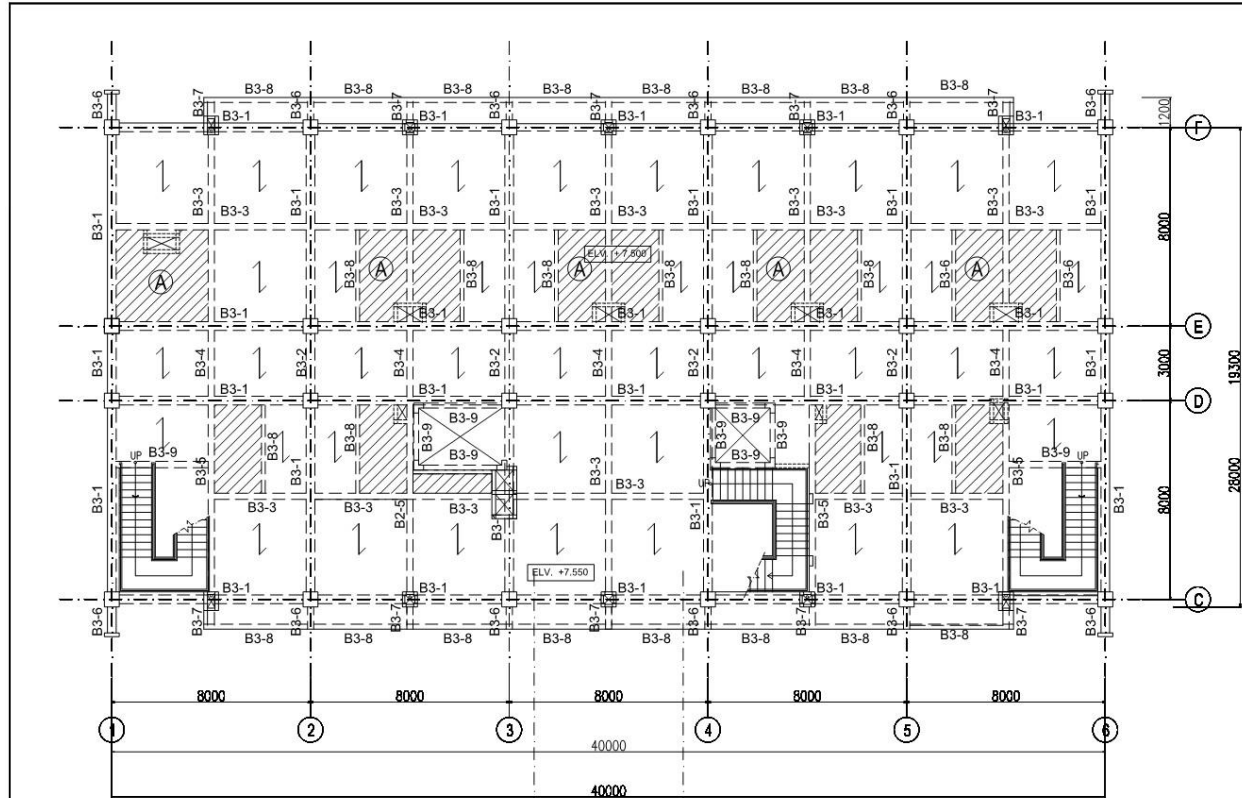 B3-8 B3-8 B3-8 B3-8 B3-8 B3-8 B3-8 B3-8
B3-6 B3-7 B3-6 B3-7 B3-6 B3-7 B3-6 B3-7 B3-6 B3-7 B3-6
B3-1 B3-1 B3-1 B3-1 B3-1
F
1200
B3-3 B3-1 B3-3 B3-1 B3-3 B3-1 B3-3 B3-1 B3-3 B3-1
B3-1
B3-3 B3-3 B3-3 B3-3 B3-3
8000
ELV. + 7.500
A A A A A
B3-8 B3-8 B3-8 B3-8 B3-8 B3-8 B3-6 B3-6
B3-1 B3-1 B3-1 B3-1 B3-1
E
B3-1 B3-4 B3-2 B3-4 B3-2 B3-4 B3-2 B3-4 B3-2 B3-4 B3-1
3000
19300
B3-1 B3-1 B3-1 B3-1 B3-1
D
B3-9 B3-9
B3-8 B3-8 B3-9 B3-9 B3-9 B3-8 B3-8
B3-9 B3-9 B3-9 B3-9
UP UP
B3-5 B3-1 B3-3 B3-1 B3-5
28000
UP
B3-3
B3-1 B3-1 B3-1
B3-3 B3-3 B3-3 B3-3
B2-5 B3- B3-5
8000
ELV. +7.550
B3-1 B3-1 B3-1 B3-1 B3-1
C
B3-6 B3-7 B3-6 B3-7 B3-6 B3-7 B3-6 B3-7 B3-6 B3-7 B3-6
B3-8 B3-8 B3-8 B3-8 B3-8 B3-8 B3-8 B3-8
8000 8000 8000 8000 8000
1 2 3 4 5 6
40000
40000